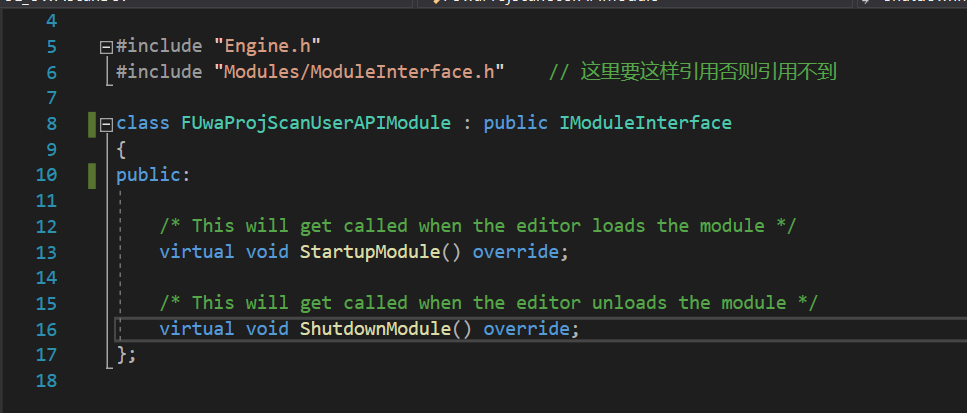 4
5 #include "Engine.h"
6 #include "Modules/ModuleInterface.h" // 这里要这样引用否则引用不到
7
8 class FUwaProjScanUserAPIModule : public IModuleInterface
9 {
10 public:
11
12 /* This will get called when the editor loads the module */
13 virtual void StartupModule() override;
14
15 /* This will get called when the editor unloads the module */
16 virtual void ShutdownModule() override;
17 };
18